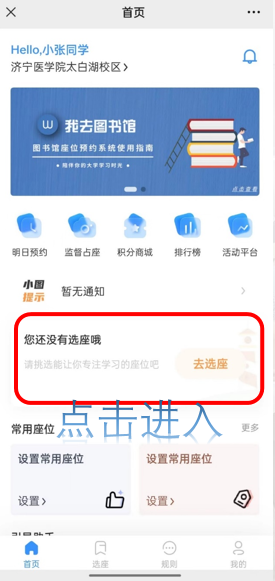 首页
Hello,小张同学
济宁医学院太白湖校区
W 我去图书馆
图书馆座位预约系统使用指南
陪伴你的大学学习时光
点此查看
明日预约 监督占座 积分商城 排行榜 活动平台
小图提示 暂无通知
您还没有选座哦
请挑选能让你专注学习的座位吧
去选座
点击进入
常用座位 更多
设置常用座位 设置常用座位
设置 设置
首页 选座 规则 我的